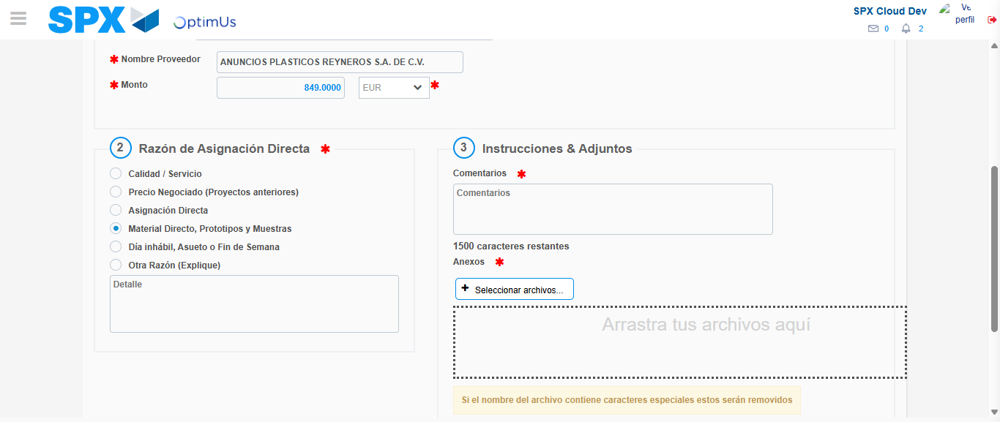 SPX
OptimUs
SPX Cloud Dev
0
2
Ve
perfil
Nombre Proveedor
ANUNCIOS PLASTICOS REYNEROS S.A. DE C.V.
Monto
849.0000
EUR
2
Razón de Asignación Directa
Calidad / Servicio
Precio Negociado (Proyectos anteriores)
Asignación Directa
Material Directo, Prototipos y Muestras
Día inhábil, Asueto o Fin de Semana
Otra Razón (Explique)
Detalle
3
Instrucciones & Adjuntos
Comentarios
Comentarios
1500 caracteres restantes
Anexos
Seleccionar archivos...
Arrastra tus archivos aquí
Si el nombre del archivo contiene caracteres especiales estos serán removidos